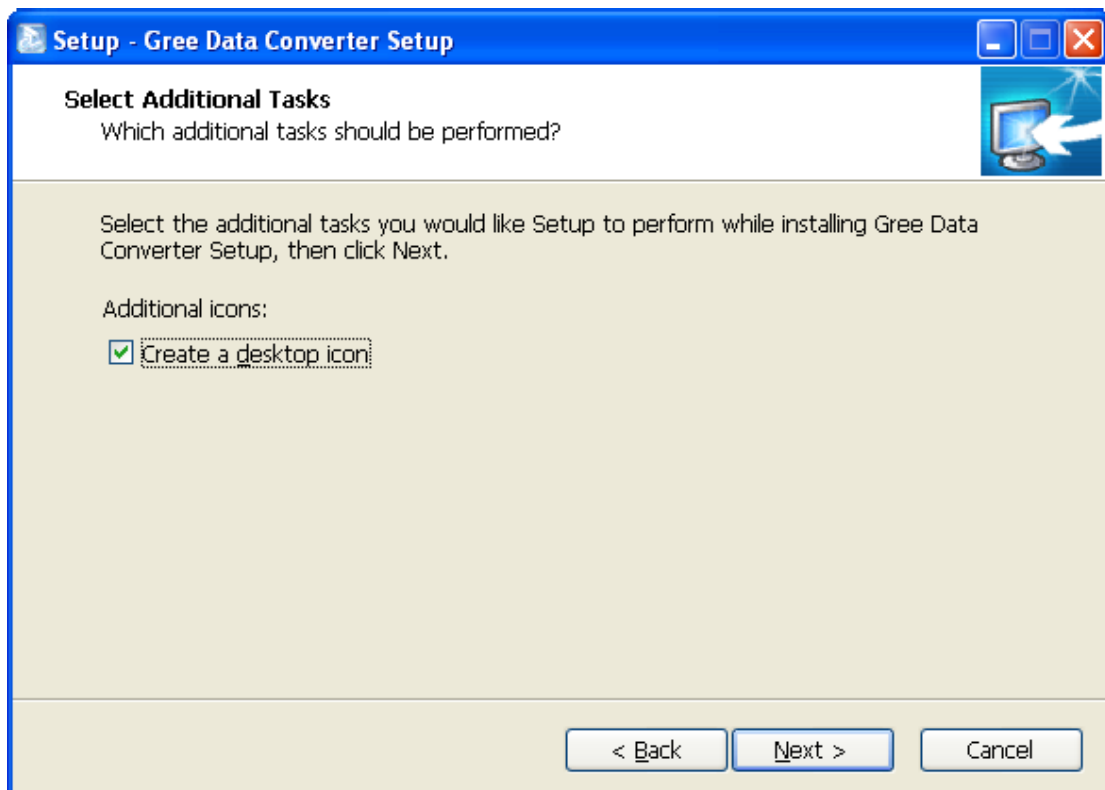 Setup - Gree Data Converter Setup
Select Additional Tasks
Which additional tasks should be performed?
Select the additional tasks you would like Setup to perform while installing Gree Data
Converter Setup, then click Next.
Additional icons:
Create a desktop icon
< Back Next > Cancel